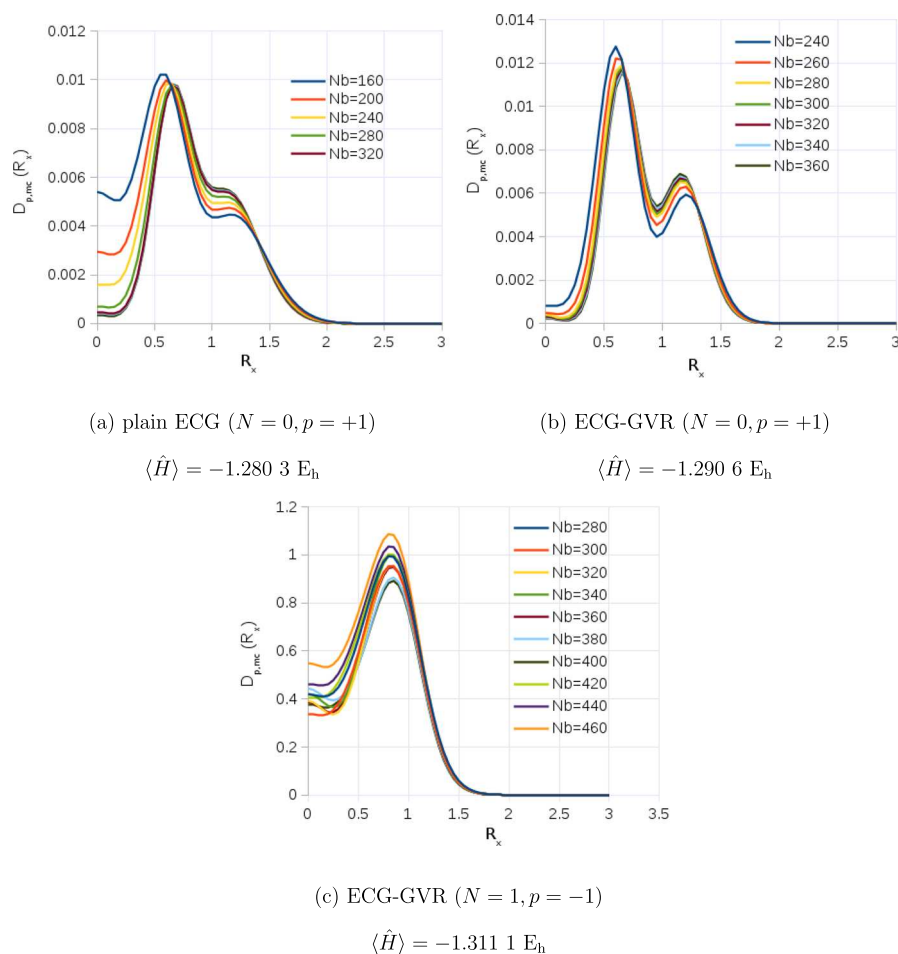 0.012
0.01
0.008
0.006
0.004
0.002
0
D_p,mc (R_x)
Nb=160
Nb=200
Nb=240
Nb=280
Nb=320
0 0.5 1 1.5 2 2.5 3
R_x
0.014
0.012
0.01
0.008
0.006
0.004
0.002
0
D_p,mc (R_x)
Nb=240
Nb=260
Nb=280
Nb=300
Nb=320
Nb=340
Nb=360
0 0.5 1 1.5 2 2.5 3
R_x
(a) plain ECG (N = 0, p = +1)
⟨Ĥ⟩ = −1.280 3 E_h
(b) ECG-GVR (N = 0, p = +1)
⟨Ĥ⟩ = −1.290 6 E_h
1.2
1
0.8
0.6
0.4
0.2
0
D_p,mc (R_x)
Nb=280
Nb=300
Nb=320
Nb=340
Nb=360
Nb=380
Nb=400
Nb=420
Nb=440
Nb=460
0 0.5 1 1.5 2 2.5 3 3.5
R_x
(c) ECG-GVR (N = 1, p = −1)
⟨Ĥ⟩ = −1.311 1 E_h